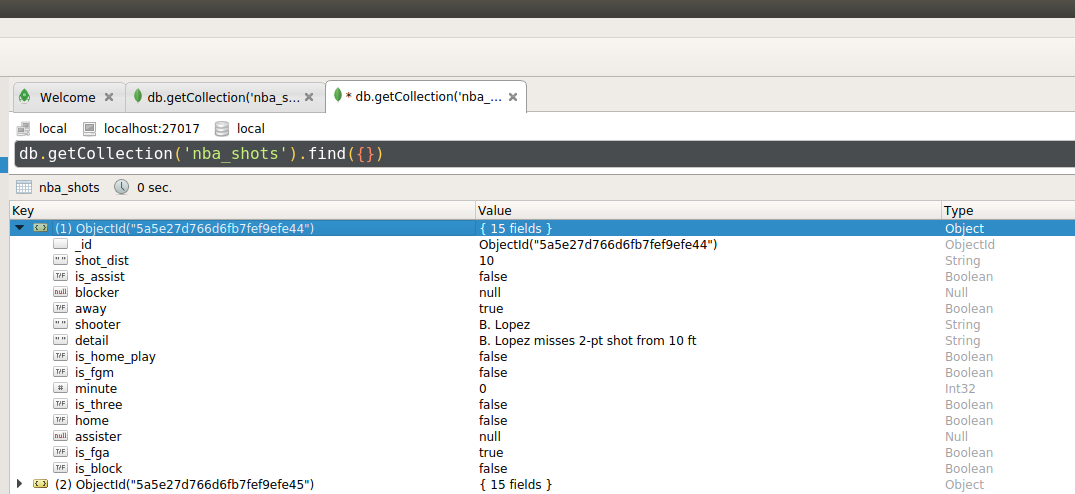 Welcome db.getCollection('nba_s... * db.getCollection('nba_...
local localhost:27017 local
db.getCollection('nba_shots').find({})
nba_shots 0 sec.
Key Value Type
(1) ObjectId("5a5e27d766d6fb7fef9efe44") { 15 fields } Object
_id ObjectId("5a5e27d766d6fb7fef9efe44") ObjectId
" " shot_dist 10 String
T/F is_assist false Boolean
null blocker null Null
T/F away true Boolean
" " shooter B. Lopez String
" " detail B. Lopez misses 2-pt shot from 10 ft String
T/F is_home_play false Boolean
T/F is_fgm false Boolean
# minute 0 Int32
T/F is_three false Boolean
T/F home false Boolean
null assister null Null
T/F is_fga true Boolean
T/F is_block false Boolean
(2) ObjectId("5a5e27d766d6fb7fef9efe45") { 15 fields } Object